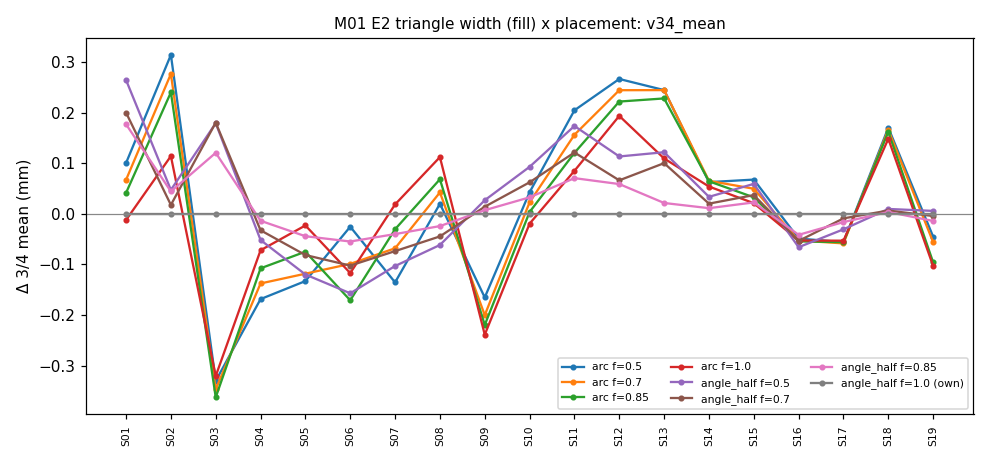 M01 E2 triangle width (fill) x placement: v34_mean
Δ 3/4 mean (mm)
0.3
0.2
0.1
0.0
−0.1
−0.2
−0.3
arc f=0.5
arc f=0.7
arc f=0.85
arc f=1.0
angle_half f=0.5
angle_half f=0.7
angle_half f=0.85
angle_half f=1.0 (own)
S01 S02 S03 S04 S05 S06 S07 S08 S09 S10 S11 S12 S13 S14 S15 S16 S17 S18 S19